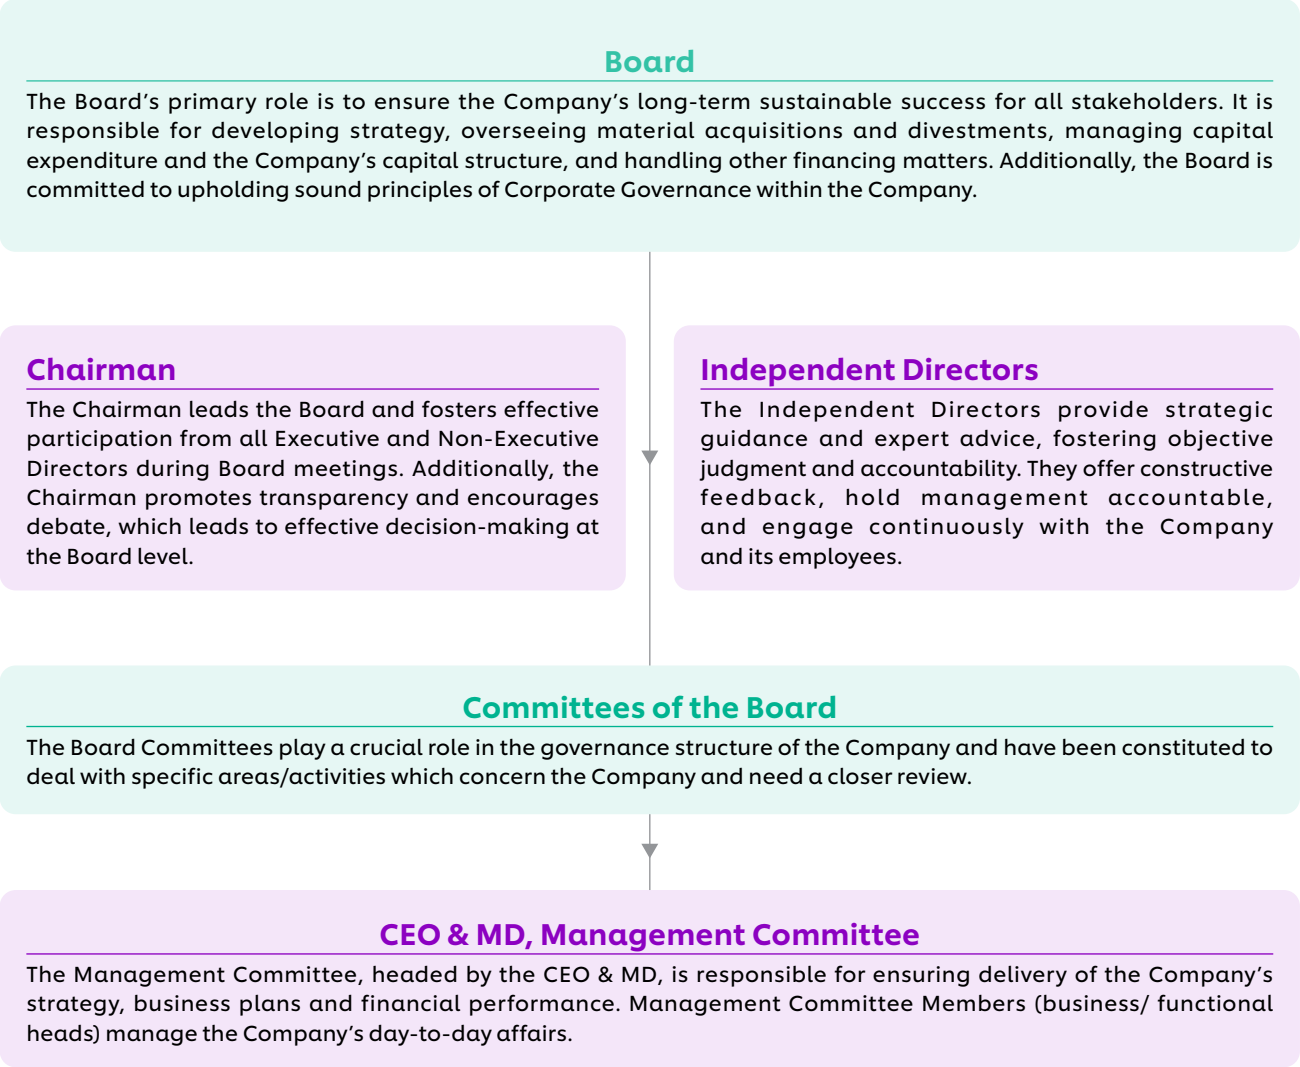 Board
The Board’s primary role is to ensure the Company’s long-term sustainable success for all stakeholders. It is
responsible for developing strategy, overseeing material acquisitions and divestments, managing capital
expenditure and the Company’s capital structure, and handling other financing matters. Additionally, the Board is
committed to upholding sound principles of Corporate Governance within the Company.
Chairman
The Chairman leads the Board and fosters effective
participation from all Executive and Non-Executive
Directors during Board meetings. Additionally, the
Chairman promotes transparency and encourages
debate, which leads to effective decision-making at
the Board level.
Independent Directors
The Independent Directors provide strategic
guidance and expert advice, fostering objective
judgment and accountability. They offer constructive
feedback, hold management accountable,
and engage continuously with the Company
and its employees.
Committees of the Board
The Board Committees play a crucial role in the governance structure of the Company and have been constituted to
deal with specific areas/activities which concern the Company and need a closer review.
CEO & MD, Management Committee
The Management Committee, headed by the CEO & MD, is responsible for ensuring delivery of the Company’s
strategy, business plans and financial performance. Management Committee Members (business/ functional
heads) manage the Company’s day-to-day affairs.